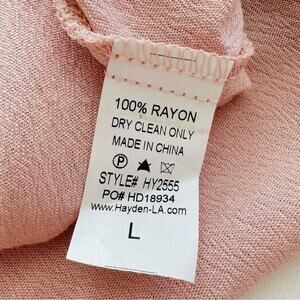 100% RAYON
DRY CLEAN ONLY
MADE IN CHINA
P
STYLE# HY2555
PO# HD18934
www.Hayden-LA.com
L